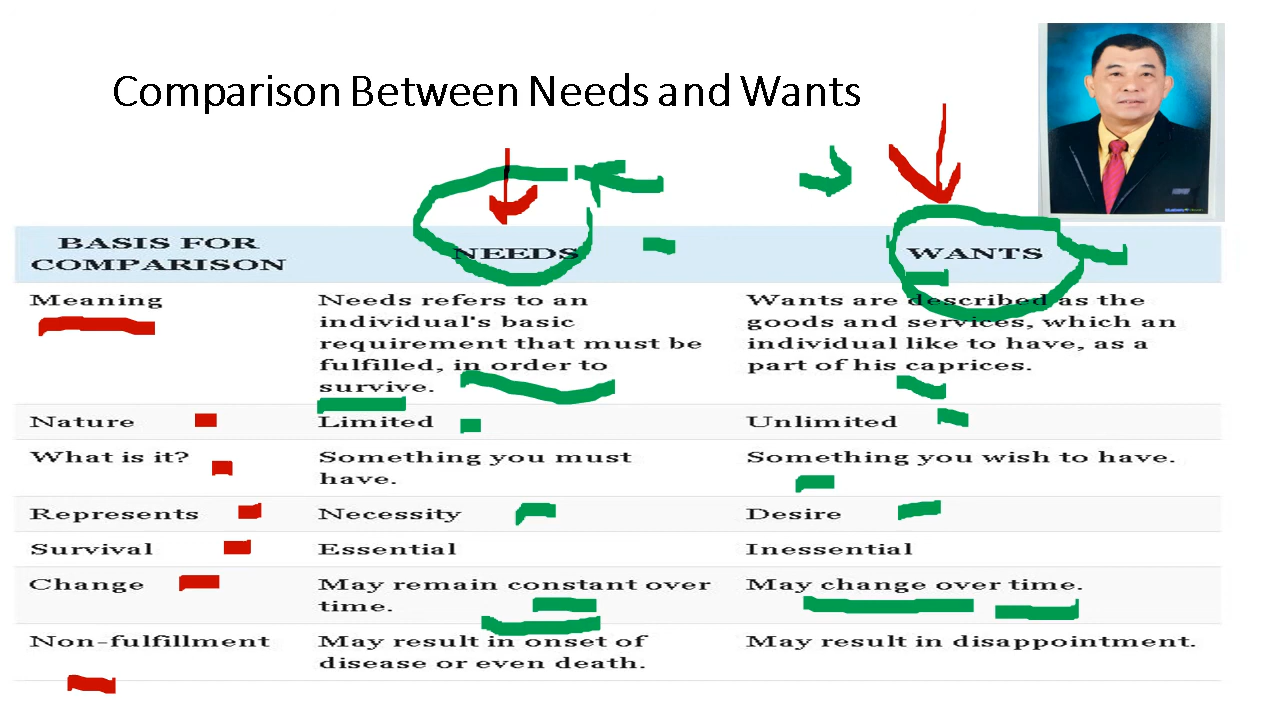 Comparison Between Needs and Wants
BASIS FOR COMPARISON NEEDS WANTS
Meaning
Needs refers to an
individual's basic
requirement that must be
fulfilled, in order to
survive.
Wants are described as the
goods and services, which an
individual like to have, as a
part of his caprices.
Nature Limited Unlimited
What is it?
Something you must
have.
Something you wish to have.
Represents Necessity Desire
Survival Essential Inessential
Change
May remain constant over
time.
May change over time.
Non-fulfillment
May result in onset of
disease or even death.
May result in disappointment.